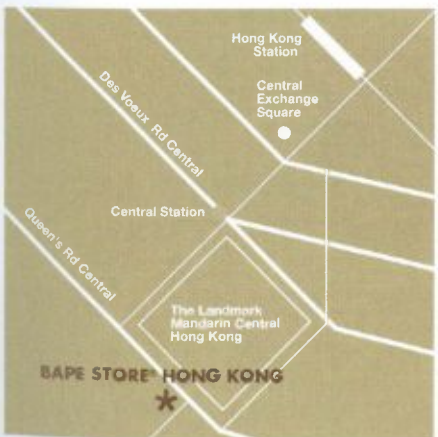 Hong Kong
Station
Central
Exchange
Square
Des Voeux Rd Central
Central Station
Queen's Rd Central
The Landmark
Mandarin Central
Hong Kong
BAPE STORE® HONG KONG
*